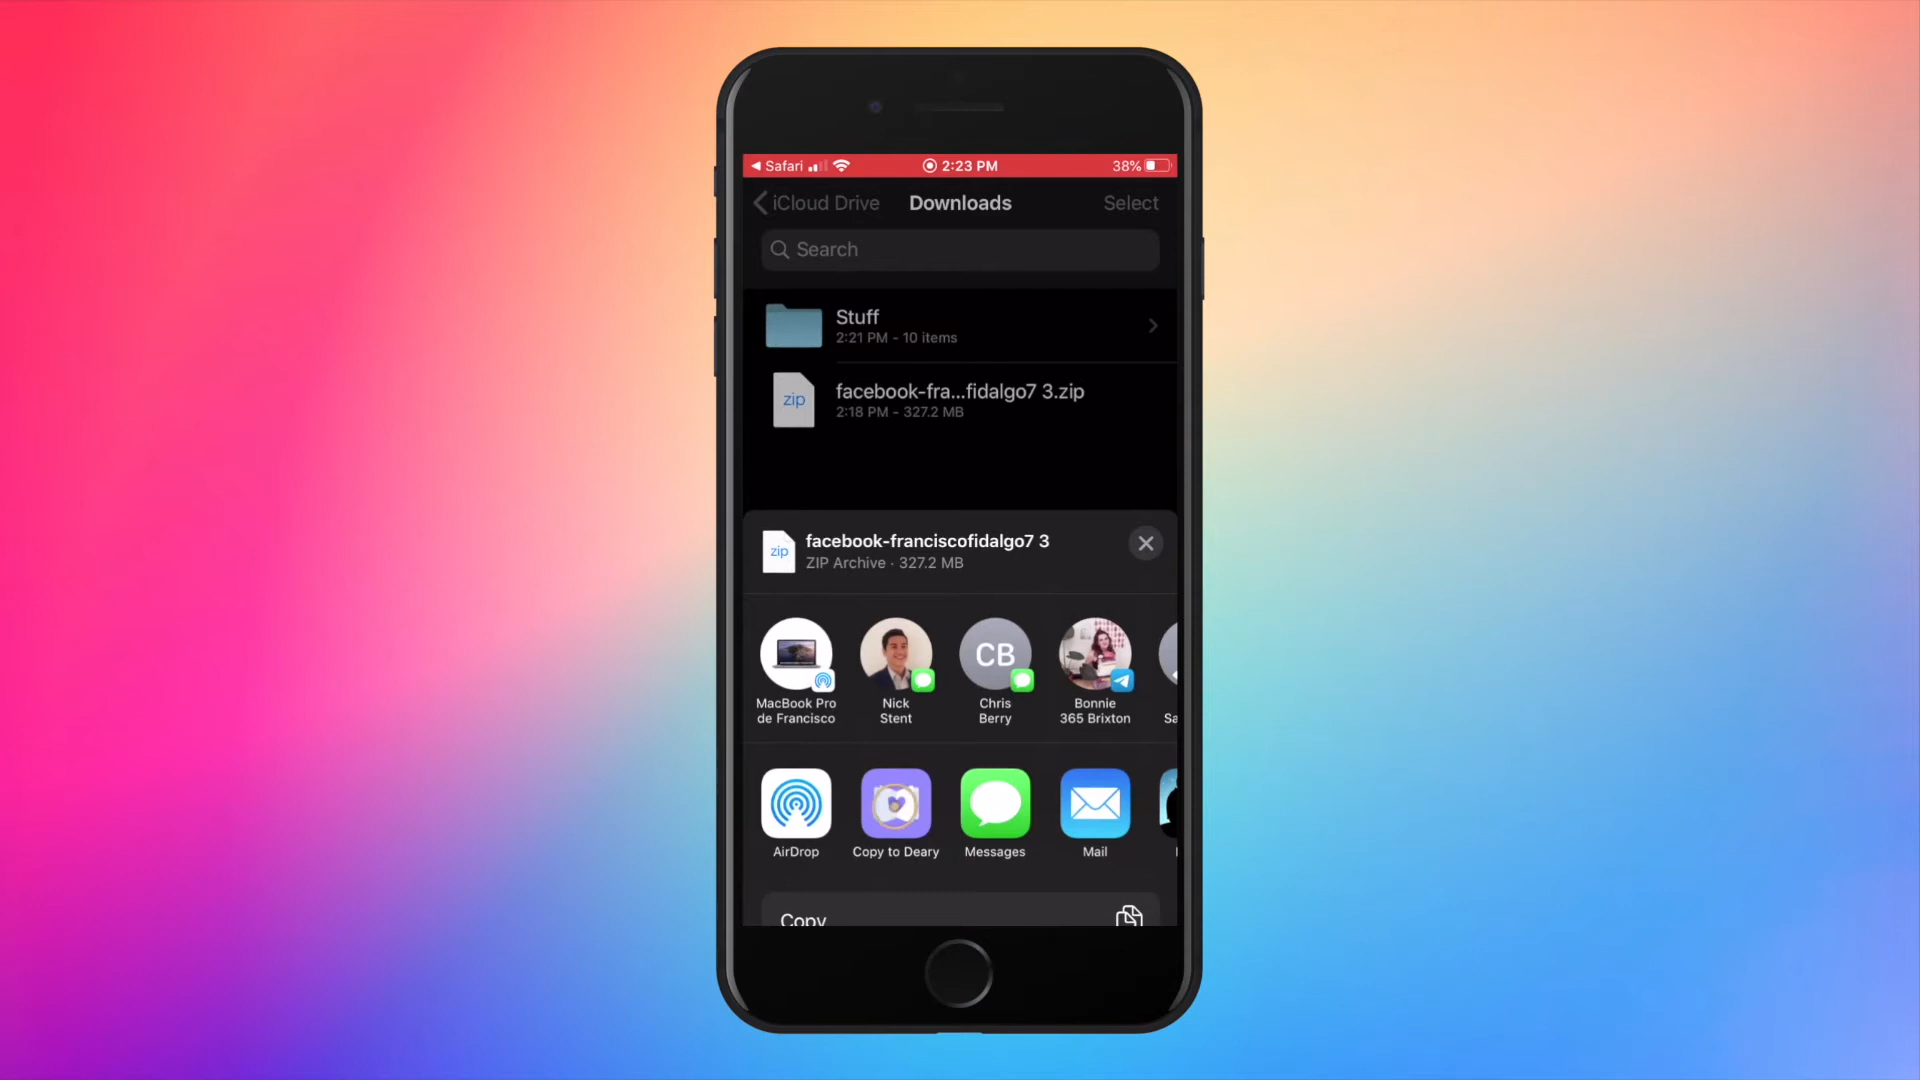 Safari
2:23 PM
38%
iCloud Drive
Downloads
Select
Search
Stuff
2:21 PM - 10 items
zip
facebook-fra...fidalgo7 3.zip
2:18 PM - 327.2 MB
zip
facebook-franciscofidalgo7 3
ZIP Archive · 327.2 MB
CB
MacBook Pro
de Francisco
Nick
Stent
Chris
Berry
Bonnie
365 Brixton
Sa
AirDrop
Copy to Deary
Messages
Mail
Copy